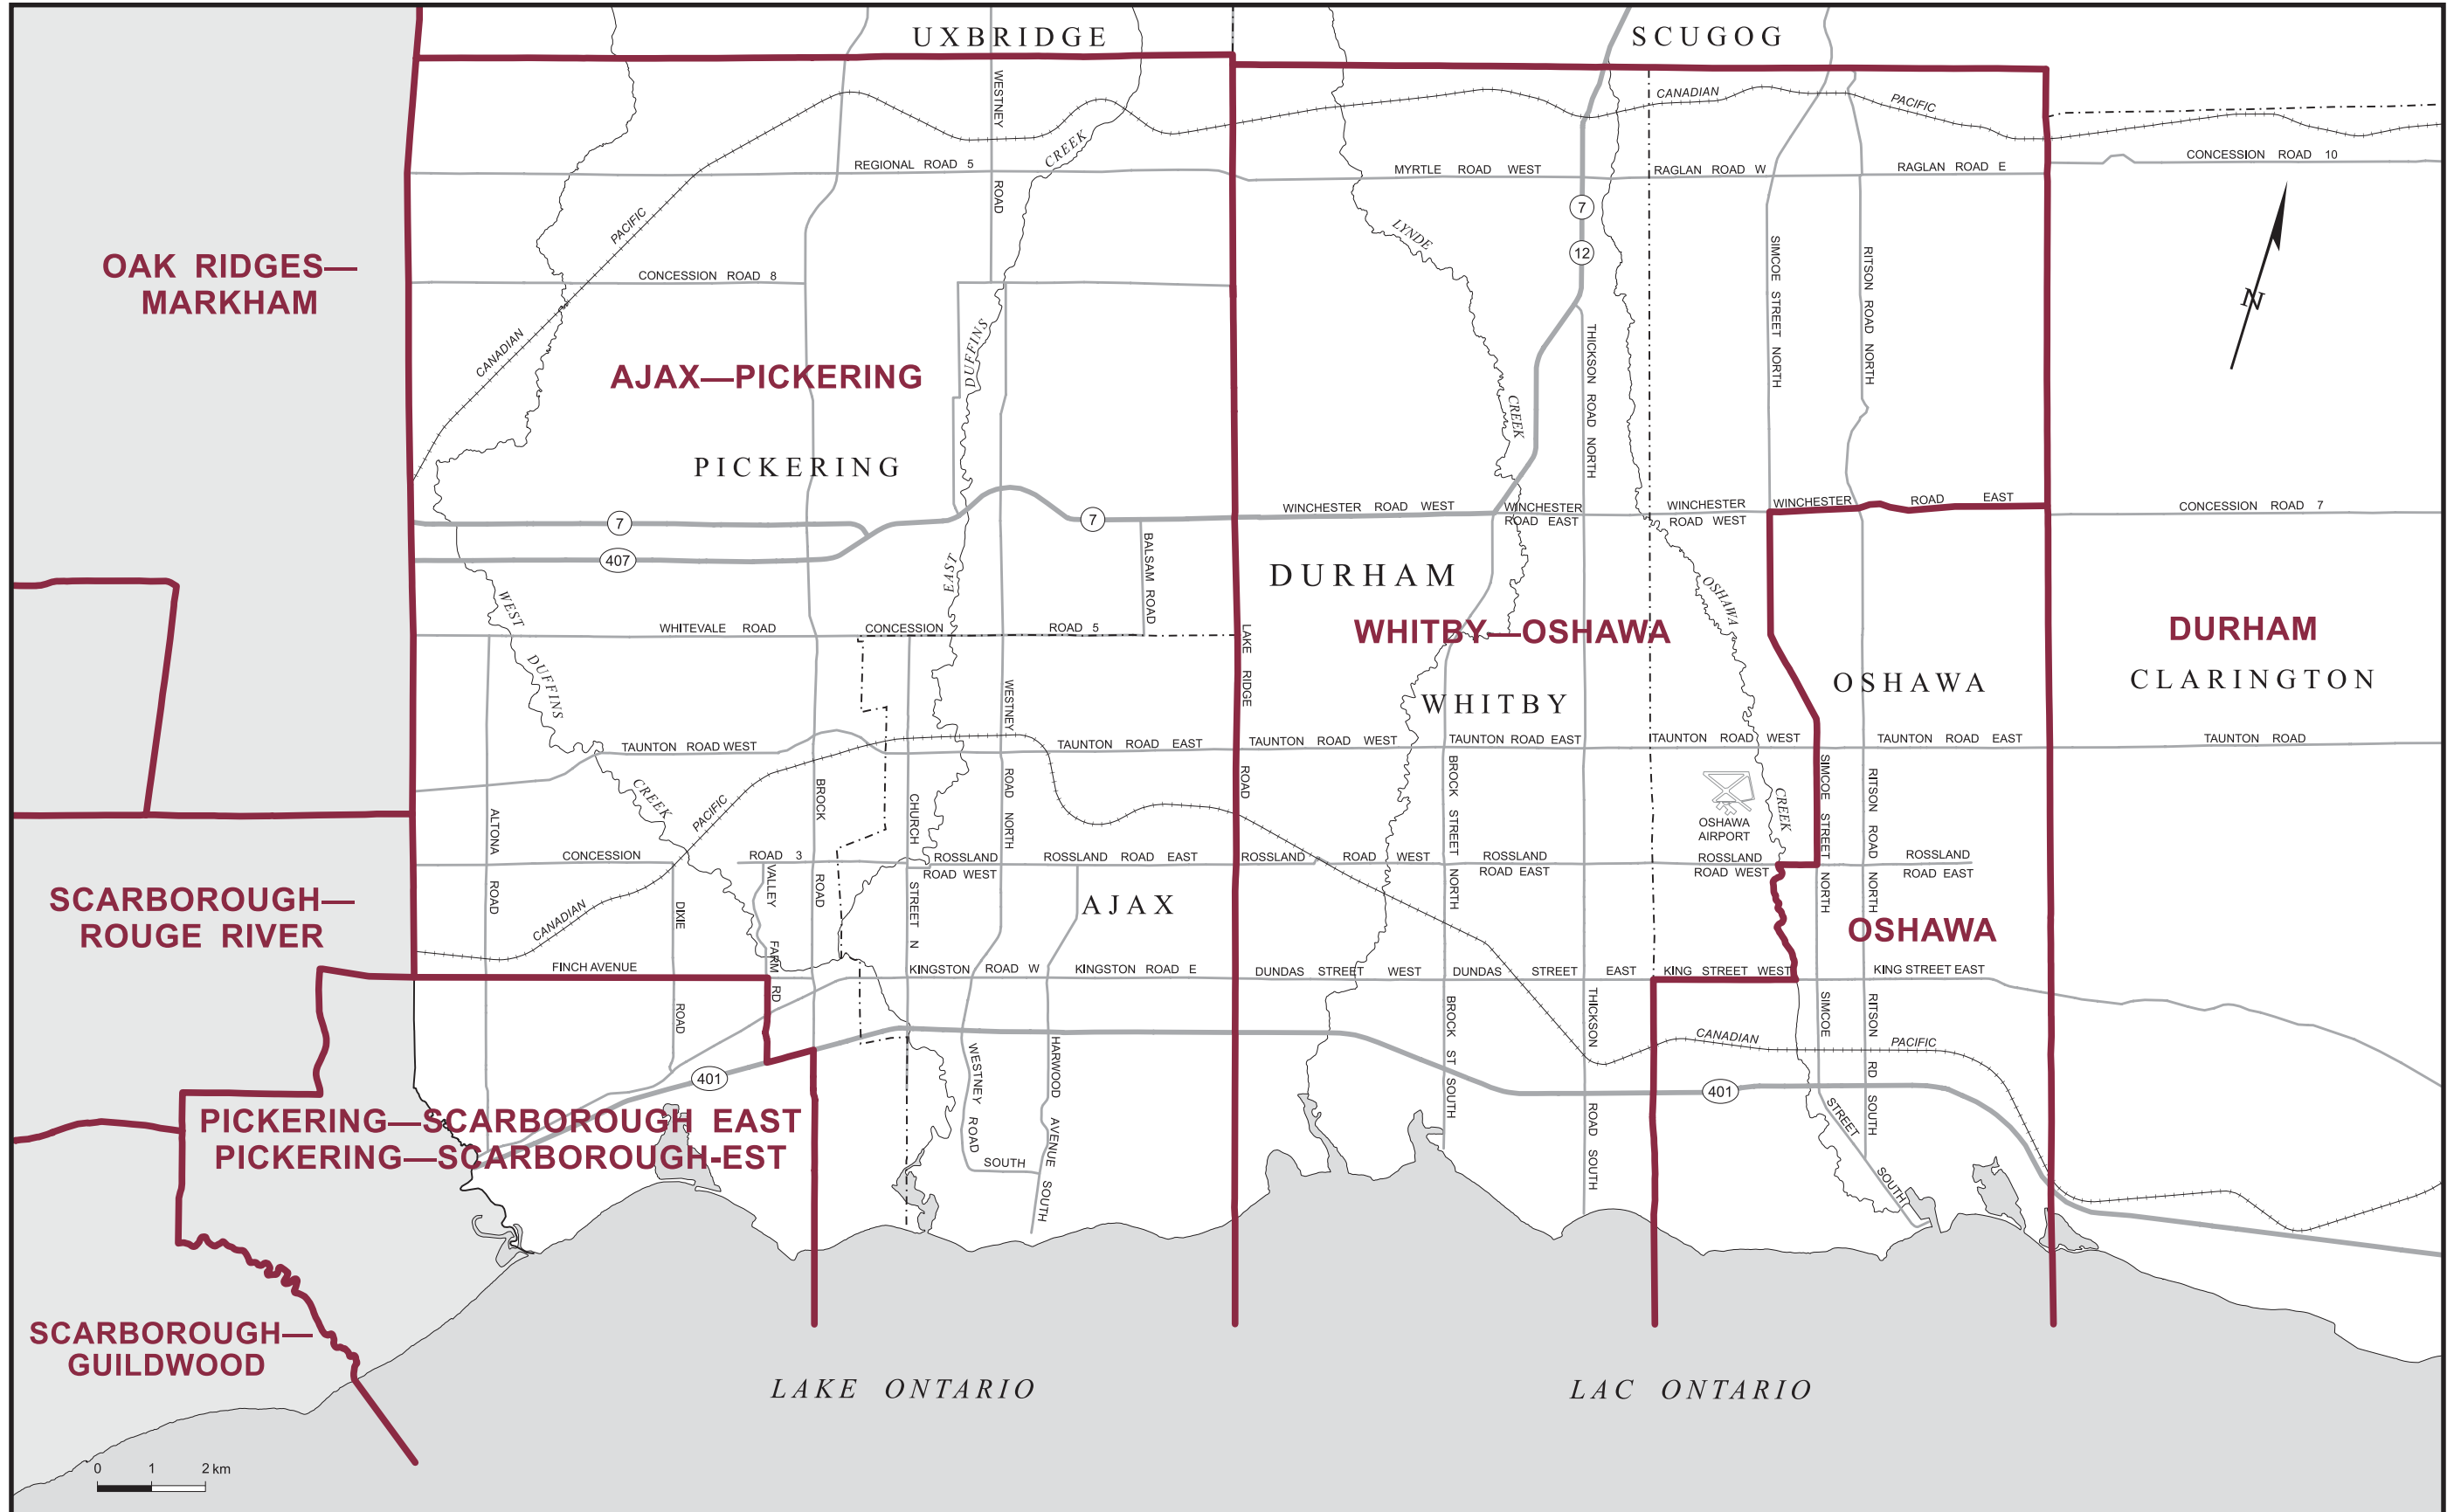 UXBRIDGE
SCUGOG
WESTNEY
ROAD
CREEK
CANADIAN
PACIFIC
REGIONAL ROAD 5
MYRTLE ROAD WEST
RAGLAN ROAD W
RAGLAN ROAD E
CONCESSION ROAD 10
PACIFIC
7
LYNDE
12
OAK RIDGES—
MARKHAM
CONCESSION ROAD 8
SIMCOE STREET NORTH
RITSON ROAD NORTH
N
CANADIAN
DUFFINS
THICKSON ROAD NORTH
AJAX—PICKERING
CREEK
PICKERING
7
7
WINCHESTER ROAD WEST
WINCHESTER
ROAD EAST
WINCHESTER
ROAD WEST
WINCHESTER
ROAD EAST
CONCESSION ROAD 7
407
EAST
BALSAM ROAD
DURHAM
WEST
OSHAWA
WHITEVALE ROAD
CONCESSION
ROAD 5
LAKE RIDGE
ROAD
WHITBY—OSHAWA
DURHAM
DUFFINS
WESTNEY
ROAD NORTH
WHITBY
OSHAWA
CLARINGTON
TAUNTON ROAD WEST
TAUNTON ROAD EAST
TAUNTON ROAD WEST
TAUNTON ROAD EAST
TAUNTON ROAD WEST
TAUNTON ROAD EAST
TAUNTON ROAD
CREEK
PACIFIC
BROCK
ROAD
CHURCH
STREET N
BROCK STREET
NORTH
OSHAWA
AIRPORT
CREEK
SIMCOE STREET
NORTH
RITSON ROAD
NORTH
ALTONA
ROAD
CONCESSION
ROAD 3
ROSSLAND
ROAD WEST
ROSSLAND ROAD EAST
ROSSLAND
ROAD WEST
ROSSLAND
ROAD EAST
ROSSLAND
ROAD WEST
ROSSLAND
ROAD EAST
SCARBOROUGH—
ROUGE RIVER
CANADIAN
DIXIE
ROAD
VALLEY
FARM
RD
AJAX
OSHAWA
FINCH AVENUE
KINGSTON ROAD W
KINGSTON ROAD E
DUNDAS STREET WEST
DUNDAS STREET EAST
KING STREET WEST
KING STREET EAST
WESTNEY ROAD
SOUTH
HARWOOD AVENUE SOUTH
BROCK ST SOUTH
THICKSON
ROAD SOUTH
CANADIAN
PACIFIC
SIMCOE
STREET
SOUTH
RITSON
RD
SOUTH
401
401
PICKERING—SCARBOROUGH EAST
PICKERING—SCARBOROUGH-EST
SCARBOROUGH—
GUILDWOOD
LAKE ONTARIO
LAC ONTARIO
0 1 2 km